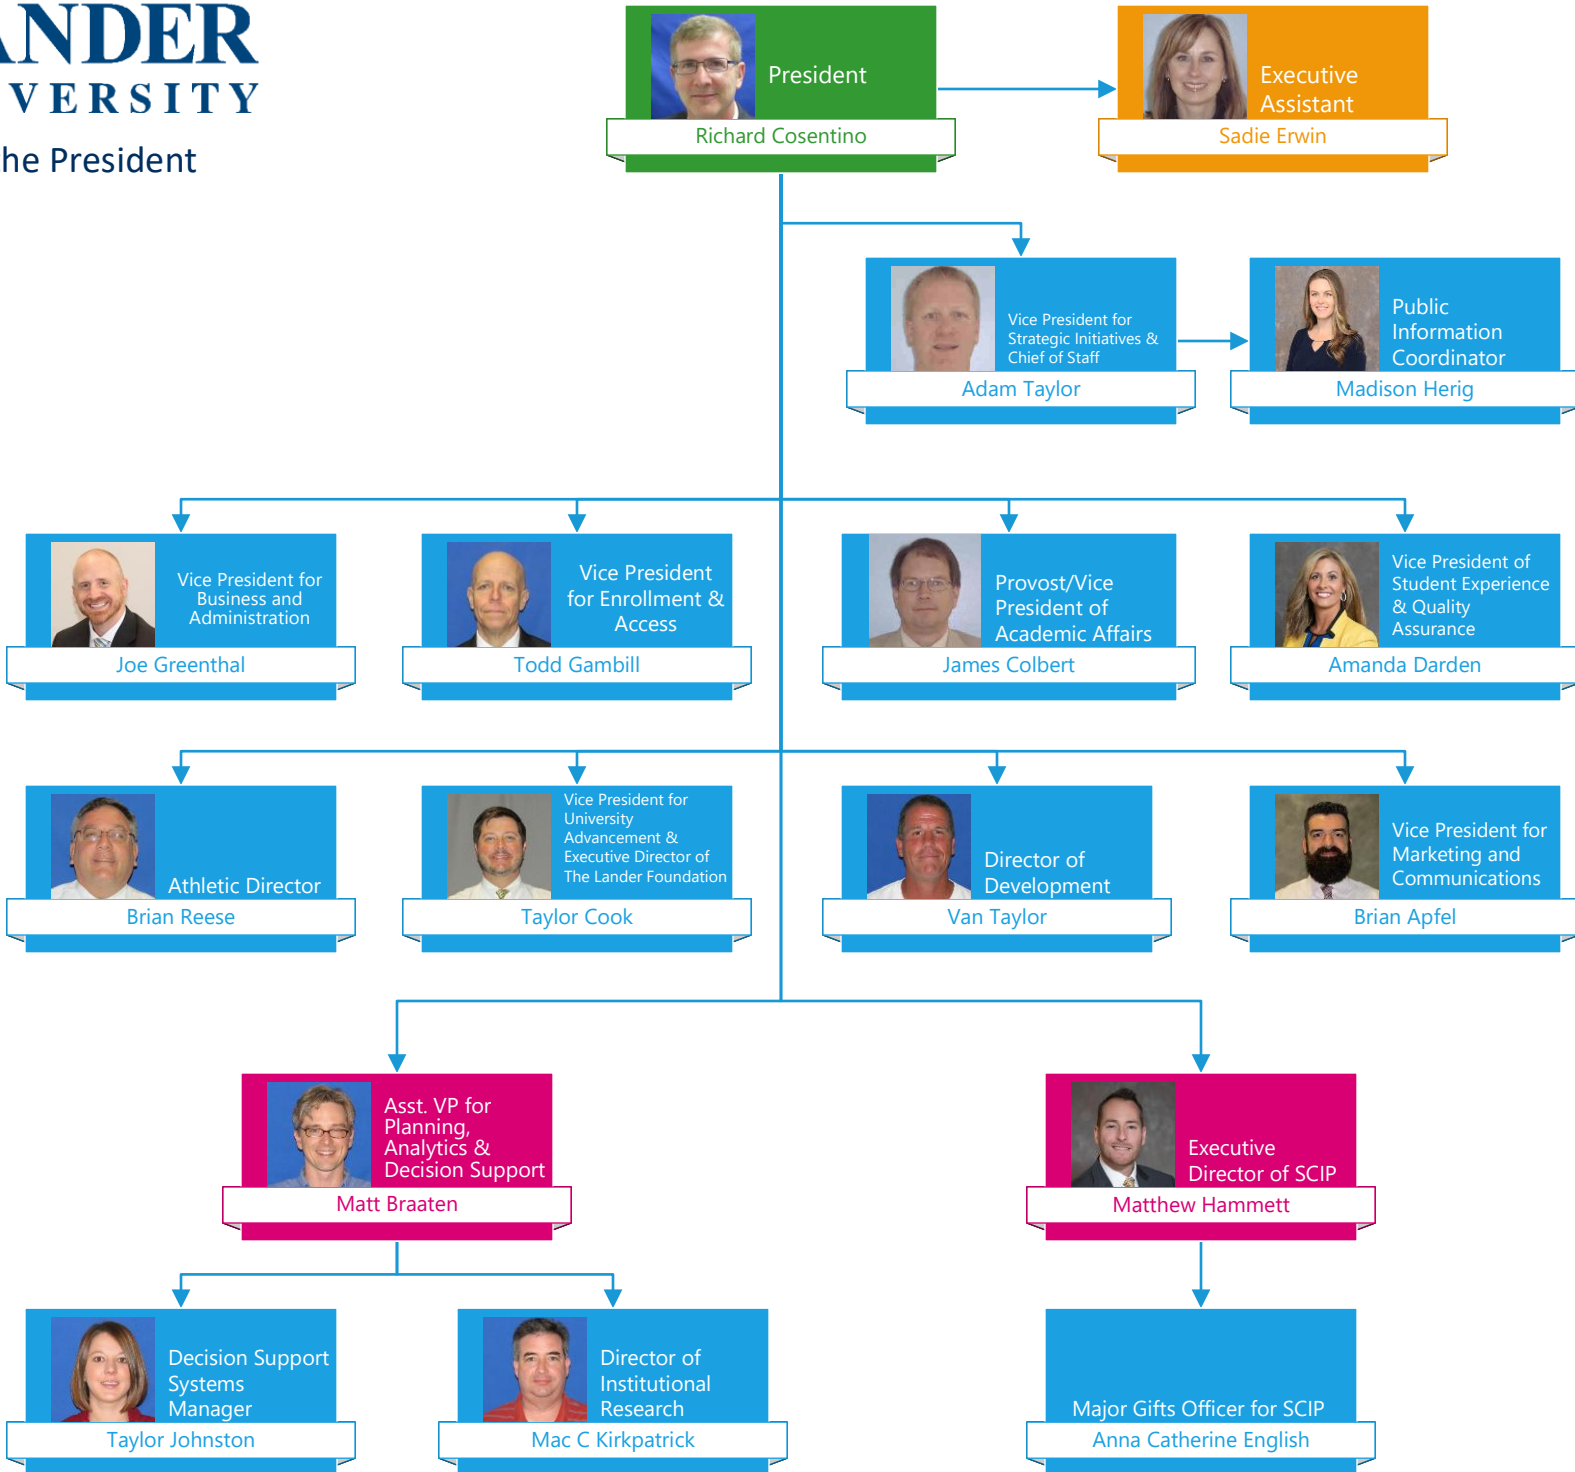 ANDER
VERSITY
he President
President
Richard Cosentino
Executive
Assistant
Sadie Erwin
Vice President for
Strategic Initiatives &
Chief of Staff
Adam Taylor
Public
Information
Coordinator
Madison Herig
Vice President for
Business and
Administration
Joe Greenthal
Vice President
for Enrollment &
Access
Todd Gambill
Provost/Vice
President of
Academic Affairs
James Colbert
Vice President of
Student Experience
& Quality
Assurance
Amanda Darden
Athletic Director
Brian Reese
Vice President for
University
Advancement &
Executive Director of
The Lander Foundation
Taylor Cook
Director of
Development
Van Taylor
Vice President for
Marketing and
Communications
Brian Apfel
Asst. VP for
Planning,
Analytics &
Decision Support
Matt Braaten
Executive
Director of SCIP
Matthew Hammett
Decision Support
Systems
Manager
Taylor Johnston
Director of
Institutional
Research
Mac C Kirkpatrick
Major Gifts Officer for SCIP
Anna Catherine English